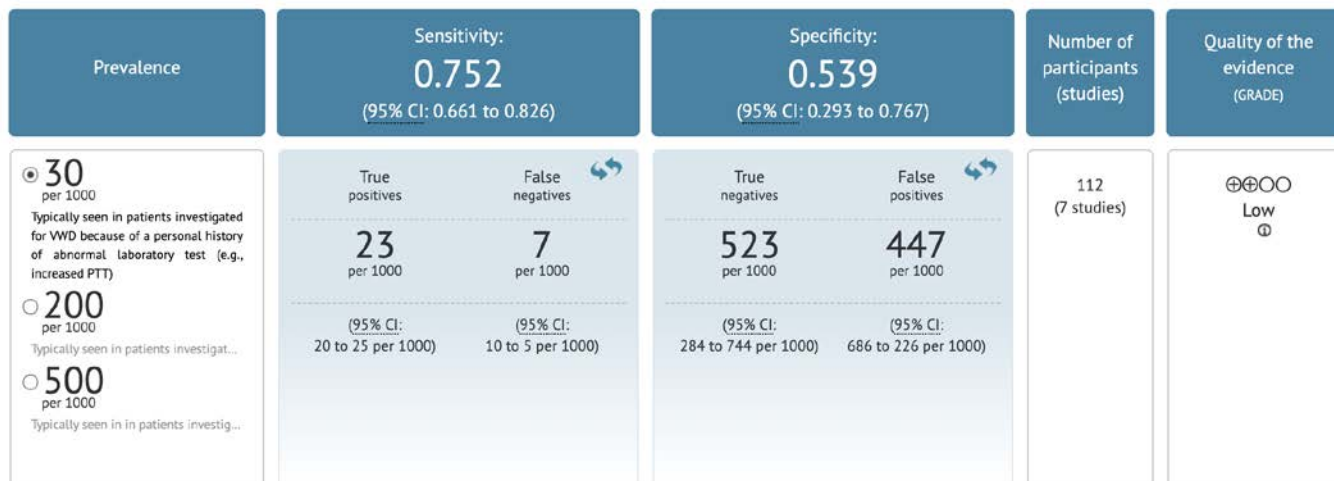 Prevalence
Sensitivity:
0.752
(95% CI: 0.661 to 0.826)
Specificity:
0.539
(95% CI: 0.293 to 0.767)
Number of
participants
(studies)
Quality of the
evidence
(GRADE)
30
per 1000
Typically seen in patients investigated
for VWD because of a personal history
of abnormal laboratory test (e.g.,
increased PTT)
200
per 1000
Typically seen in patients investigat...
500
per 1000
Typically seen in in patients investig...
True
positives
False
negatives
23
per 1000
7
per 1000
(95% CI:
20 to 25 per 1000)
(95% CI:
10 to 5 per 1000)
True
negatives
False
positives
523
per 1000
447
per 1000
(95% CI:
284 to 744 per 1000)
(95% CI:
686 to 226 per 1000)
112
(7 studies)
⊕⊕○○
Low
①